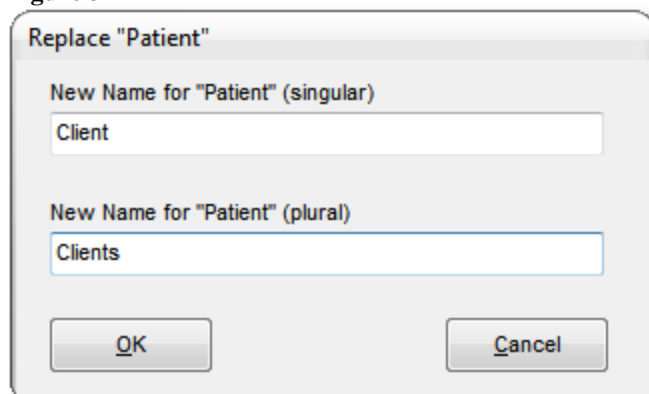 Replace "Patient"
New Name for "Patient" (singular)
Client
New Name for "Patient" (plural)
Clients
OK
Cancel